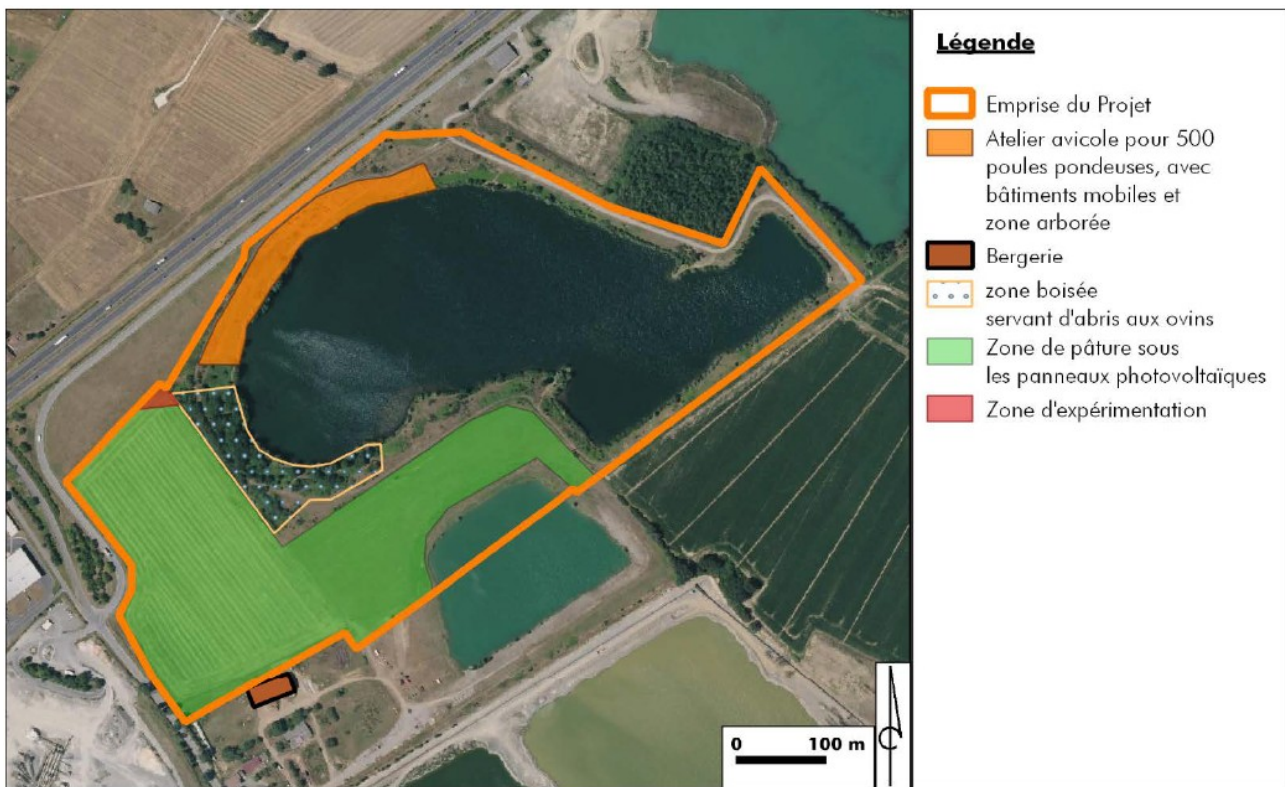 Légende
Emprise du Projet
Atelier avicole pour 500
poules pondeuses, avec
bâtiments mobiles et
zone arborée
Bergerie
zone boisée
servant d'abris aux ovins
Zone de pâture sous
les panneaux photovoltaïques
Zone d'expérimentation
0 100 m